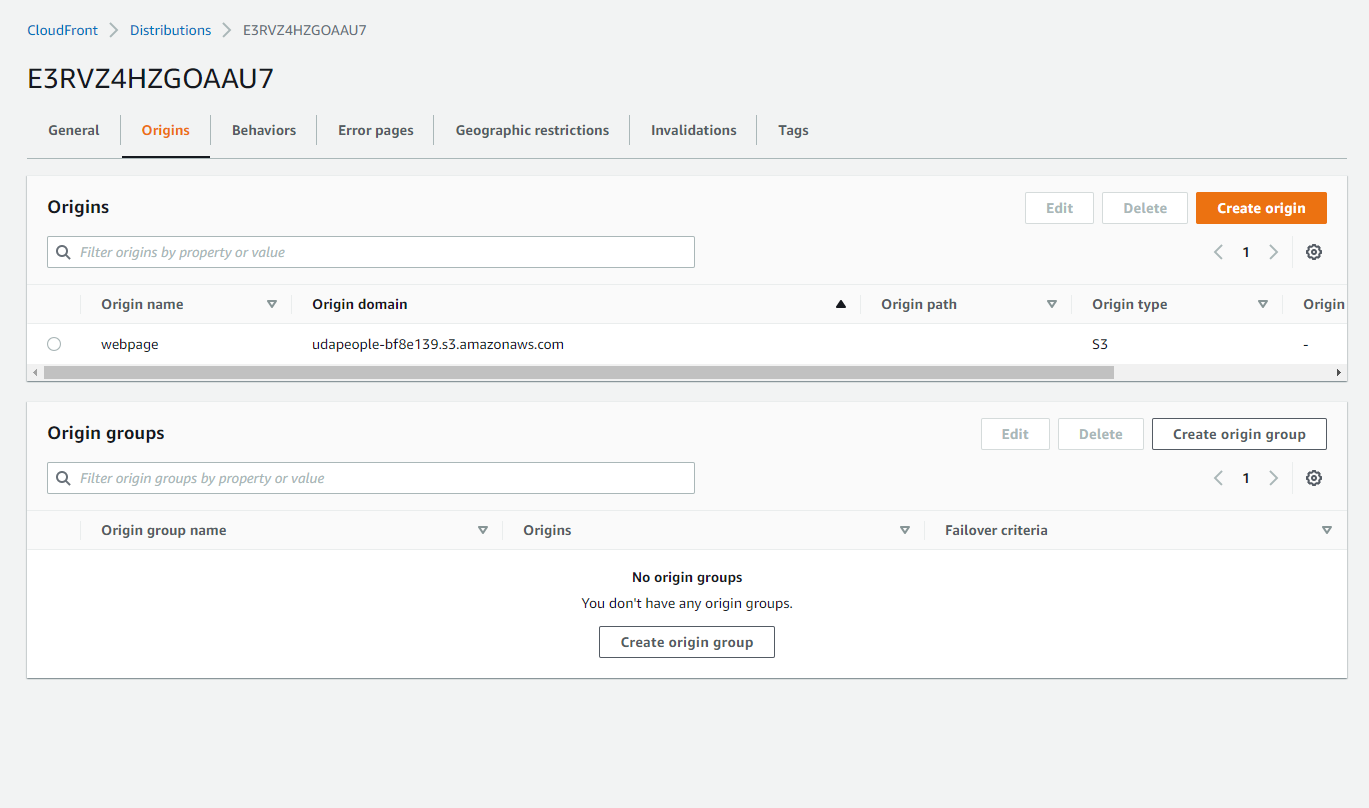 CloudFront Distributions E3RVZ4HZGOAAU7
E3RVZ4HZGOAAU7
General Origins Behaviors Error pages Geographic restrictions Invalidations Tags
Origins Edit Delete Create origin
Filter origins by property or value 1
Origin name Origin domain Origin path Origin type Origin
webpage udapeople-bf8e139.s3.amazonaws.com S3 -
Origin groups Edit Delete Create origin group
Filter origin groups by property or value 1
Origin group name Origins Failover criteria
No origin groups
You don't have any origin groups.
Create origin group